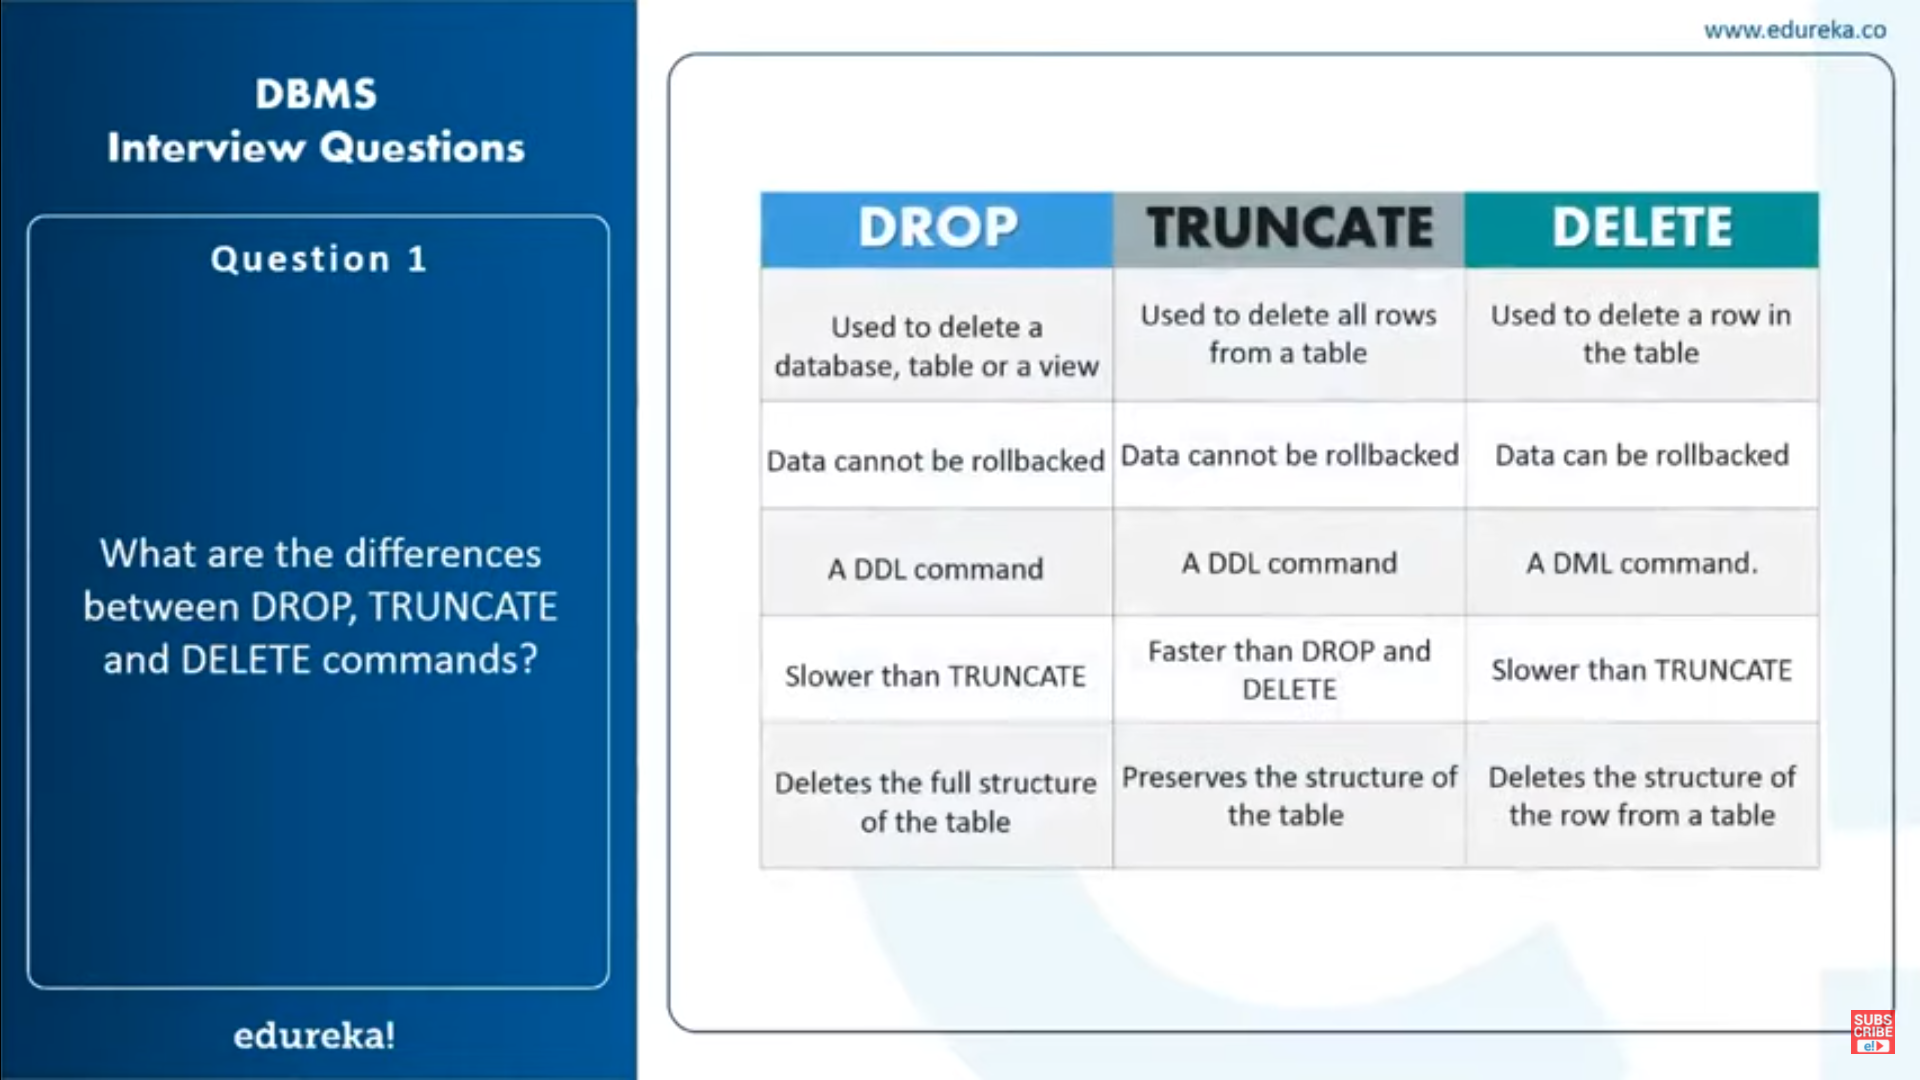 www.edureka.co
DBMS
Interview Questions
Question 1
What are the differences
between DROP, TRUNCATE
and DELETE commands?
edureka!
DROP
TRUNCATE
DELETE
Used to delete a
database, table or a view
Used to delete all rows
from a table
Used to delete a row in
the table
Data cannot be rollbacked
Data cannot be rollbacked
Data can be rollbacked
A DDL command
A DDL command
A DML command.
Slower than TRUNCATE
Faster than DROP and
DELETE
Slower than TRUNCATE
Deletes the full structure
of the table
Preserves the structure of
the table
Deletes the structure of
the row from a table
SUBS
CRIBE
e!